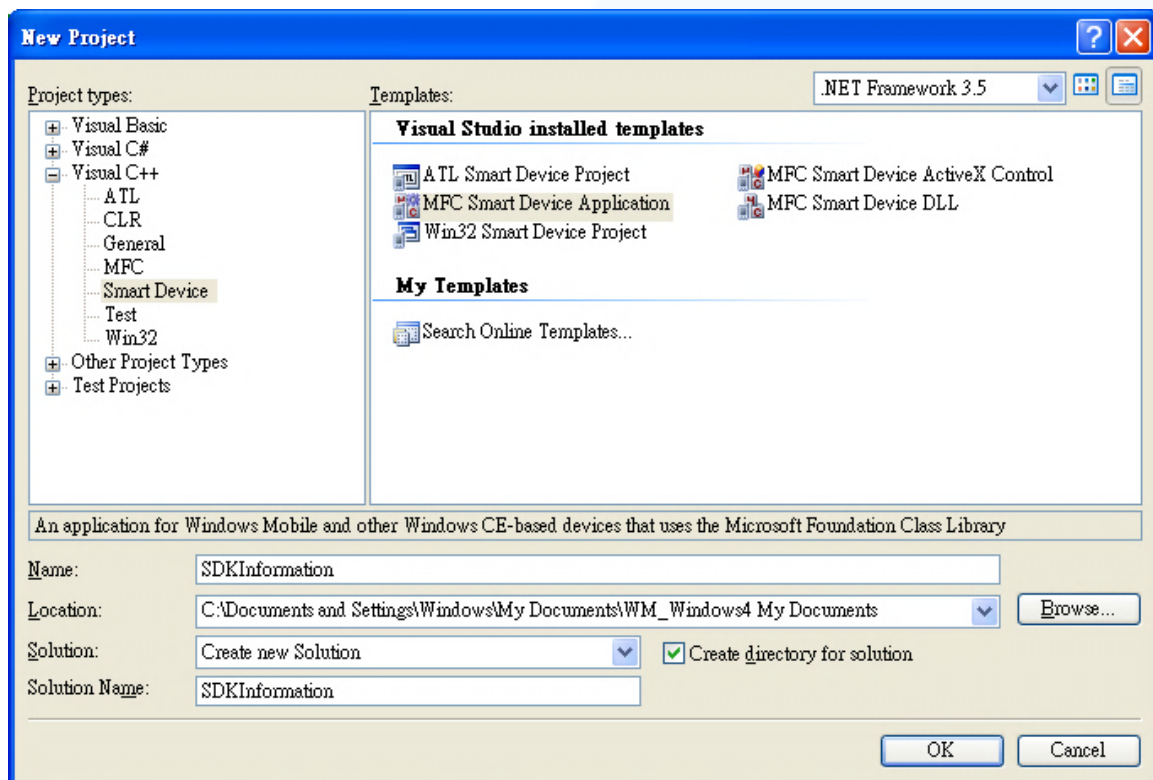 New Project
Project types:
Templates:
.NET Framework 3.5
Visual Basic
Visual C#
Visual C++
ATL
CLR
General
MFC
Smart Device
Test
Win32
Other Project Types
Test Projects
Visual Studio installed templates
ATL Smart Device Project
MFC Smart Device ActiveX Control
MFC Smart Device Application
MFC Smart Device DLL
Win32 Smart Device Project
My Templates
Search Online Templates...
An application for Windows Mobile and other Windows CE-based devices that uses the Microsoft Foundation Class Library
Name:
SDKInformation
Location:
C:\Documents and Settings\Windows\My Documents\WM_Windows4 My Documents
Browse...
Solution:
Create new Solution
Create directory for solution
Solution Name:
SDKInformation
OK
Cancel